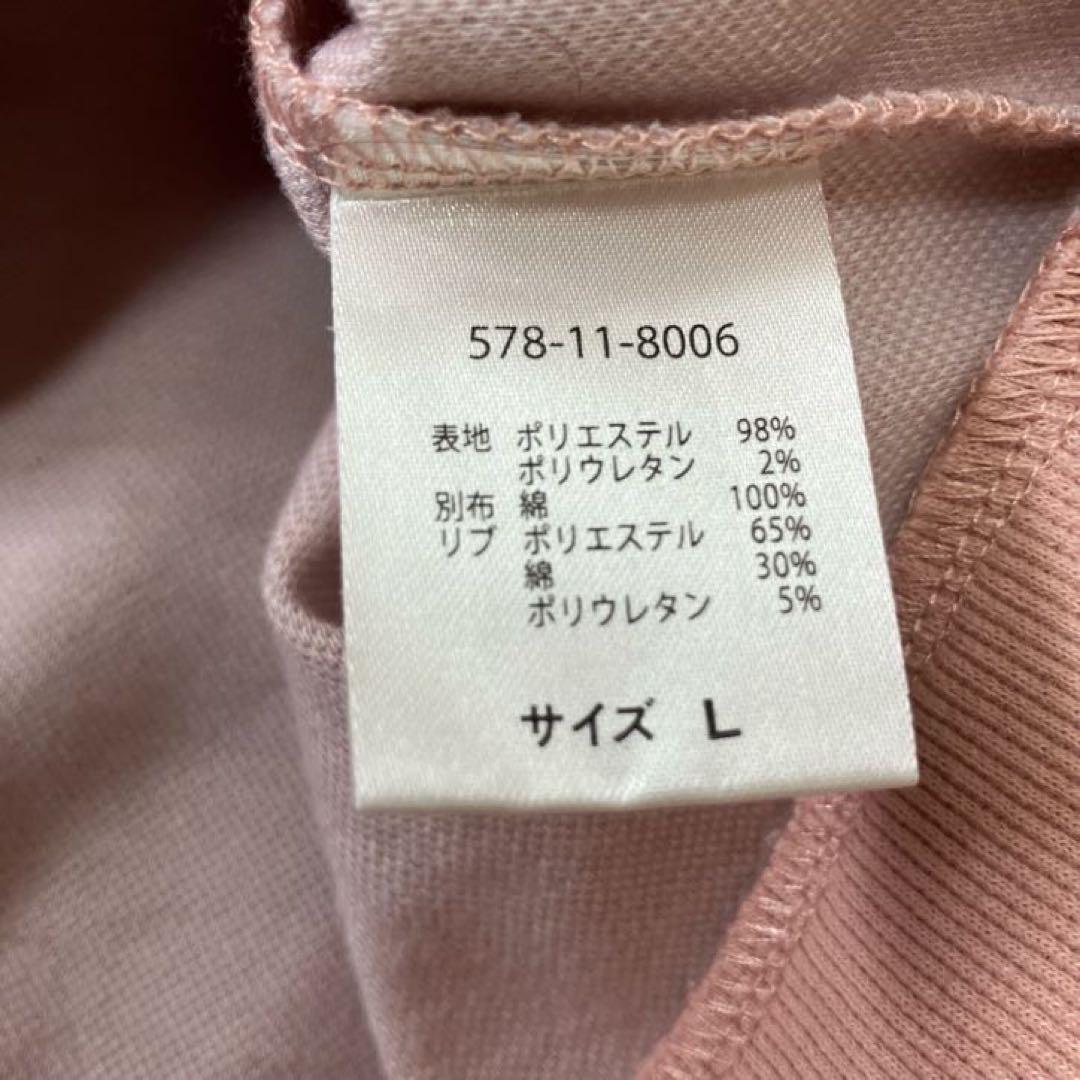 578-11-8006
表地 ポリエステル 98%
ポリウレタン 2%
別布 綿 100%
リブ ポリエステル 65%
綿 30%
ポリウレタン 5%
サイズ L